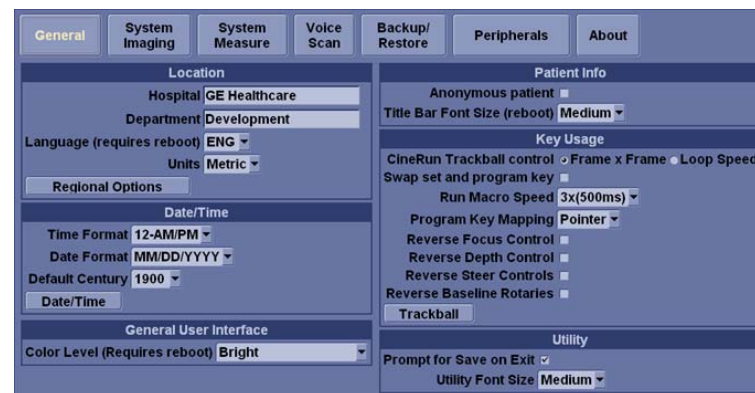 General
System Imaging
System Measure
Voice Scan
Backup/ Restore
Peripherals
About
Location
Hospital GE Healthcare
Department Development
Language (requires reboot) ENG
Units Metric
Regional Options
Date/Time
Time Format 12-AM/PM
Date Format MM/DD/YYYY
Default Century 1900
Date/Time
General User Interface
Color Level (Requires reboot) Bright
Patient Info
Anonymous patient
Title Bar Font Size (reboot) Medium
Key Usage
CineRun Trackball control Frame x Frame Loop Speed
Swap set and program key
Run Macro Speed 3x(500ms)
Program Key Mapping Pointer
Reverse Focus Control
Reverse Depth Control
Reverse Steer Controls
Reverse Baseline Rotaries
Trackball
Utility
Prompt for Save on Exit
Utility Font Size Medium